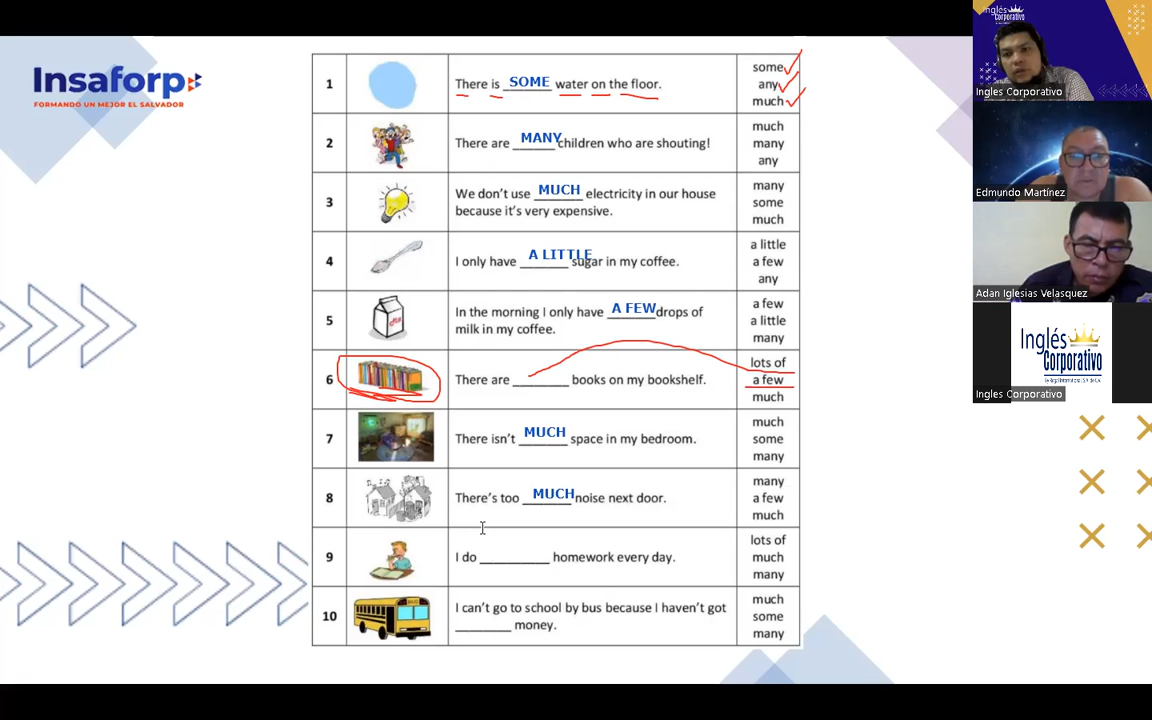 Insaforp
FORMANDO UN MEJOR EL SALVADOR
1 There is SOME water on the floor. some
any
much
2 There are MANY children who are shouting! much
many
any
3 We don't use MUCH electricity in our house
because it's very expensive. many
some
much
4 I only have A LITTLE sugar in my coffee. a little
a few
any
5 In the morning I only have A FEW drops of
milk in my coffee. a few
a little
many
6 There are ________ books on my bookshelf. lots of
a few
much
7 There isn't MUCH space in my bedroom. much
some
many
8 There's too MUCH noise next door. many
a few
much
9 I do __________ homework every day. lots of
much
many
10 I can't go to school by bus because I haven't got
________ money. much
some
many
Inglés
Corporativo
Ingles Corporativo
Edmundo Martínez
Adan Iglesias Velasquez
Inglés
Corporativo
Ingles Corporativo